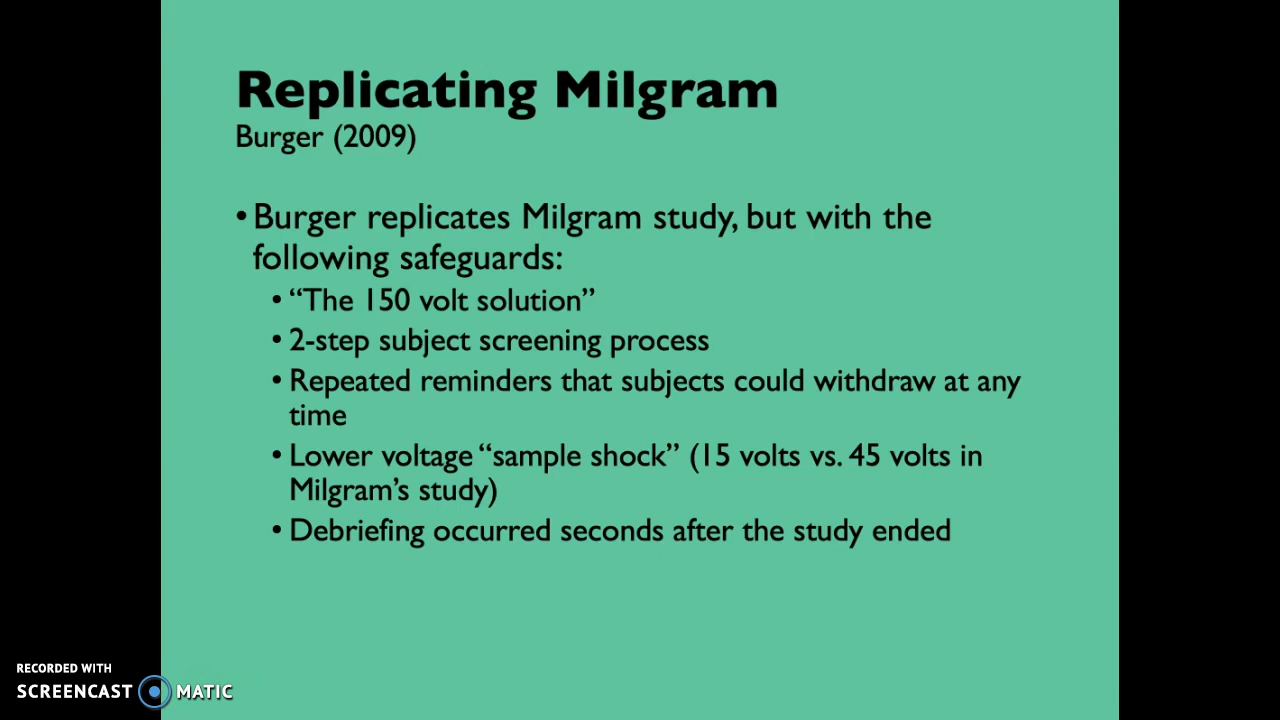 Replicating Milgram
Burger (2009)
• Burger replicates Milgram study, but with the
following safeguards:
• “The 150 volt solution”
• 2-step subject screening process
• Repeated reminders that subjects could withdraw at any
time
• Lower voltage “sample shock” (15 volts vs. 45 volts in
Milgram’s study)
• Debriefing occurred seconds after the study ended
RECORDED WITH
SCREENCAST MATIC